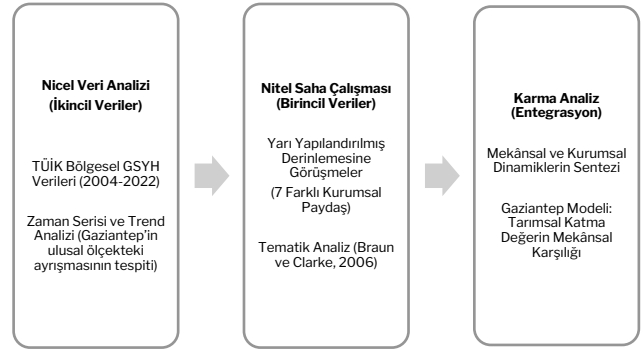 Nicel Veri Analizi
(İkincil Veriler)
TÜİK Bölgesel GSYH
Verileri (2004-2022)
Zaman Serisi ve Trend
Analizi (Gaziantep'in
ulusal ölçekteki
ayrışmasının tespiti)
Nitel Saha Çalışması
(Birincil Veriler)
Yarı Yapılandırılmış
Derinlemesine
Görüşmeler
(7 Farklı Kurumsal
Paydaş)
Tematik Analiz (Braun
ve Clarke, 2006)
Karma Analiz
(Entegrasyon)
Mekânsal ve Kurumsal
Dinamiklerin Sentezi
Gaziantep Modeli:
Tarımsal Katma
Değerin Mekânsal
Karşılığı